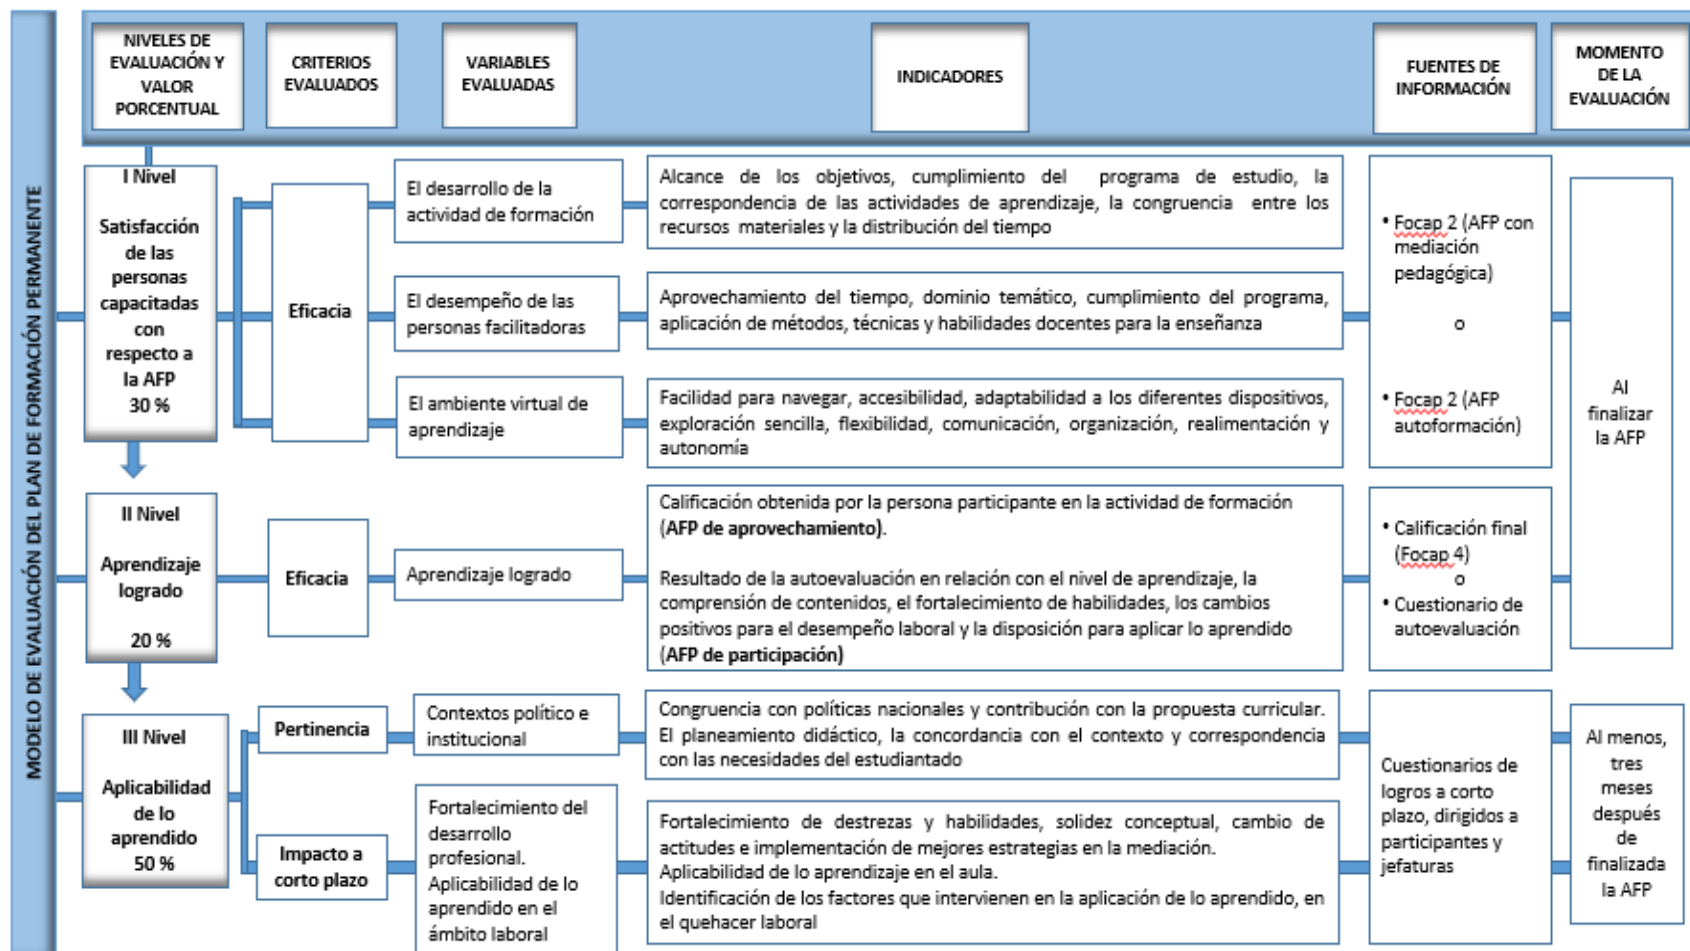 MODELO DE EVALUACIÓN DEL PLAN DE FORMACIÓN PERMANENTE
NIVELES DE
EVALUACIÓN Y
VALOR
PORCENTUAL
CRITERIOS
EVALUADOS
VARIABLES
EVALUADAS
INDICADORES
FUENTES DE
INFORMACIÓN
MOMENTO
DE LA
EVALUACIÓN
I Nivel
Satisfacción
de las
personas
capacitadas
con
respecto a
la AFP
30 %
Eficacia
El desarrollo de la
actividad de formación
Alcance de los objetivos, cumplimiento del programa de estudio, la
correspondencia de las actividades de aprendizaje, la congruencia entre los
recursos materiales y la distribución del tiempo
El desempeño de las
personas facilitadoras
Aprovechamiento del tiempo, dominio temático, cumplimiento del programa,
aplicación de métodos, técnicas y habilidades docentes para la enseñanza
El ambiente virtual de
aprendizaje
Facilidad para navegar, accesibilidad, adaptabilidad a los diferentes dispositivos,
exploración sencilla, flexibilidad, comunicación, organización, realimentación y
autonomía
• Focap 2 (AFP con
mediación
pedagógica)
o
• Focap 2 (AFP
autoformación)
Al
finalizar
la AFP
II Nivel
Aprendizaje
logrado
20 %
Eficacia
Aprendizaje logrado
Calificación obtenida por la persona participante en la actividad de formación
(AFP de aprovechamiento).
Resultado de la autoevaluación en relación con el nivel de aprendizaje, la
comprensión de contenidos, el fortalecimiento de habilidades, los cambios
positivos para el desempeño laboral y la disposición para aplicar lo aprendido
(AFP de participación)
• Calificación final
(Focap 4)
o
• Cuestionario de
autoevaluación
III Nivel
Aplicabilidad
de lo
aprendido
50 %
Pertinencia
Contextos político e
institucional
Congruencia con políticas nacionales y contribución con la propuesta curricular.
El planeamiento didáctico, la concordancia con el contexto y correspondencia
con las necesidades del estudiantado
Impacto a
corto plazo
Fortalecimiento del
desarrollo
profesional.
Aplicabilidad de lo
aprendido en el
ámbito laboral
Fortalecimiento de destrezas y habilidades, solidez conceptual, cambio de
actitudes e implementación de mejores estrategias en la mediación.
Aplicabilidad de lo aprendizaje en el aula.
Identificación de los factores que intervienen en la aplicación de lo aprendido, en
el quehacer laboral
Cuestionarios de
logros a corto
plazo, dirigidos a
participantes y
jefaturas
Al menos,
tres
meses
después
de
finalizada
la AFP